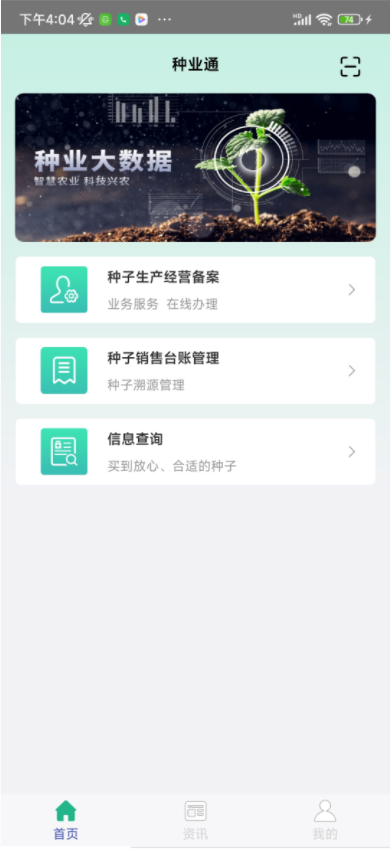 下午4:04
HD
74
种业通
种业大数据
智慧农业 科技兴农
种子生产经营备案
业务服务 在线办理
种子销售台账管理
种子溯源管理
信息查询
买到放心、合适的种子
首页
资讯
我的